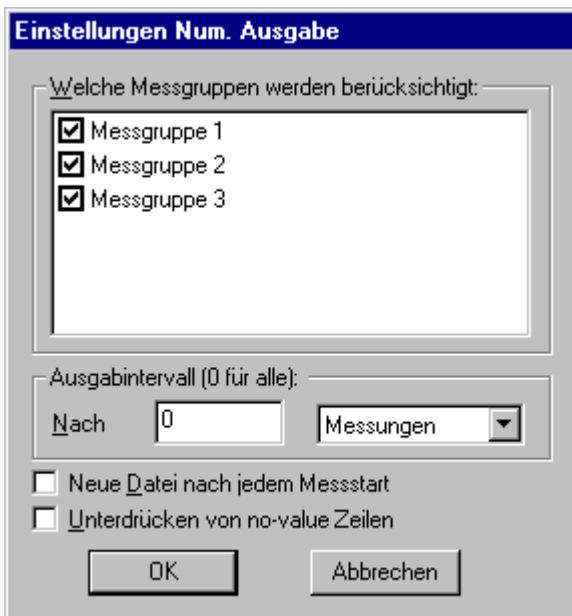 Einstellungen Num. Ausgabe
Welche Messgruppen werden berücksichtigt:
Messgruppe 1
Messgruppe 2
Messgruppe 3
Ausgabintervall (0 für alle):
Nach 0 Messungen
Neue Datei nach jedem Messstart
Unterdrücken von no-value Zeilen
OK Abbrechen